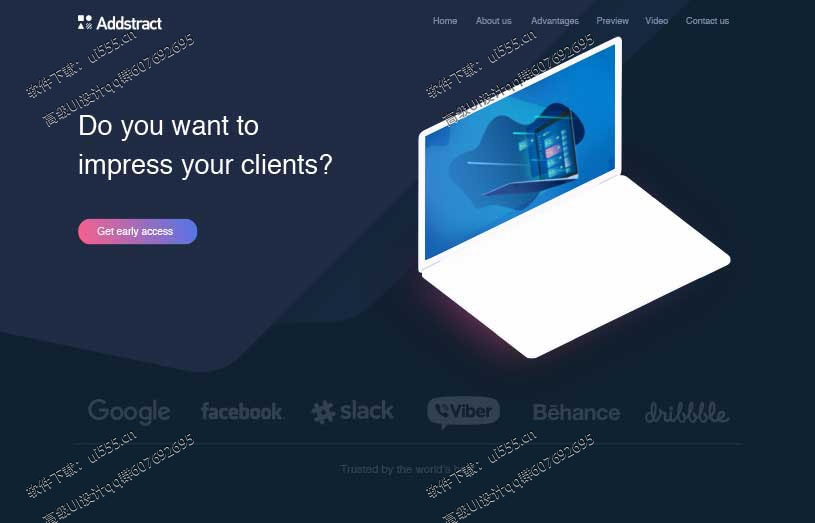 Addstract
Home About us Advantages Preview Video Contact us
软件下载：ui555.cn
高级UI设计qq群607692695
软件下载：ui555.cn
高级UI设计qq群607692695
Do you want to
impress your clients?
Get early access
Google facebook. slack Viber Bēhance dribbble
软件下载：ui555.cn
高级UI设计qq群607692695
软件下载：ui555.cn
高级UI设计qq群607692695
Trusted by the world's